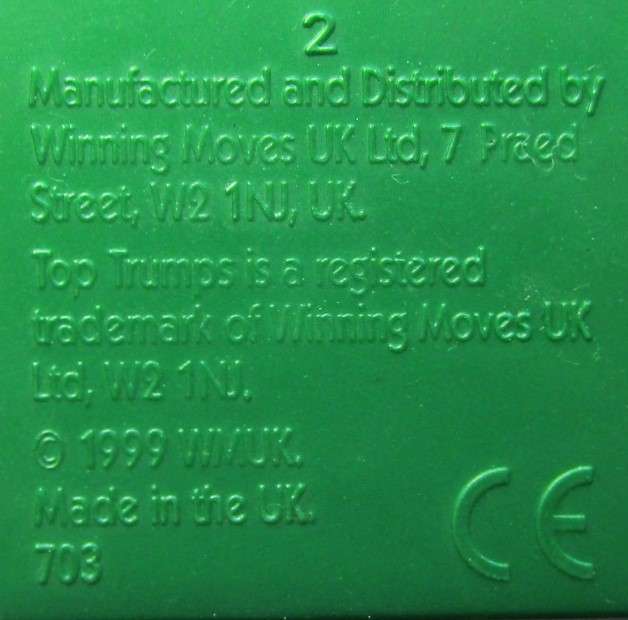 2
Manufactured and Distributed by
Winning Moves UK Ltd, 7 Praed
Street, W2 1NJ, UK.
Top Trumps is a registered
trademark of Winning Moves UK
Ltd, W2 1NJ.
© 1999 WMUK.
Made in the UK.
703
CE